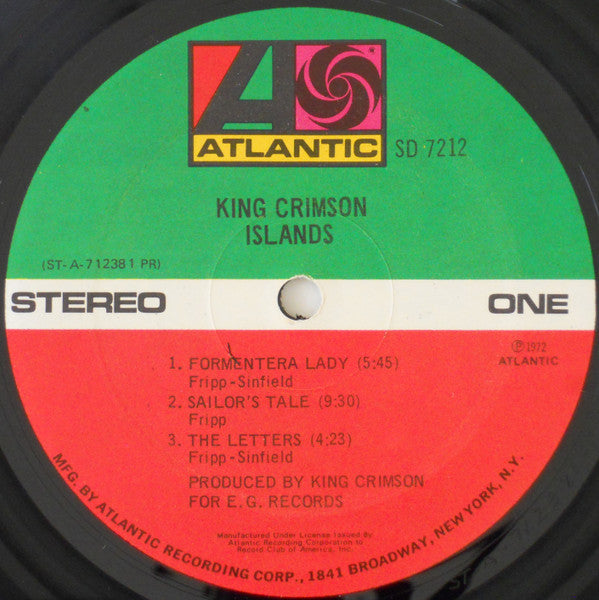 ATLANTIC
SD 7212
KING CRIMSON
ISLANDS
(ST-A-712381 PR)
STEREO
ONE
℗ 1972
ATLANTIC
1. FORMENTERA LADY (5:45)
Fripp-Sinfield
2. SAILOR'S TALE (9:30)
Fripp
3. THE LETTERS (4:23)
Fripp-Sinfield
PRODUCED BY KING CRIMSON
FOR E.G. RECORDS
Manufactured Under License Issued By
Atlantic Recording Corporation to
Record Club of America, Inc.
MFG. BY ATLANTIC RECORDING CORP., 1841 BROADWAY, NEW YORK, N.Y.